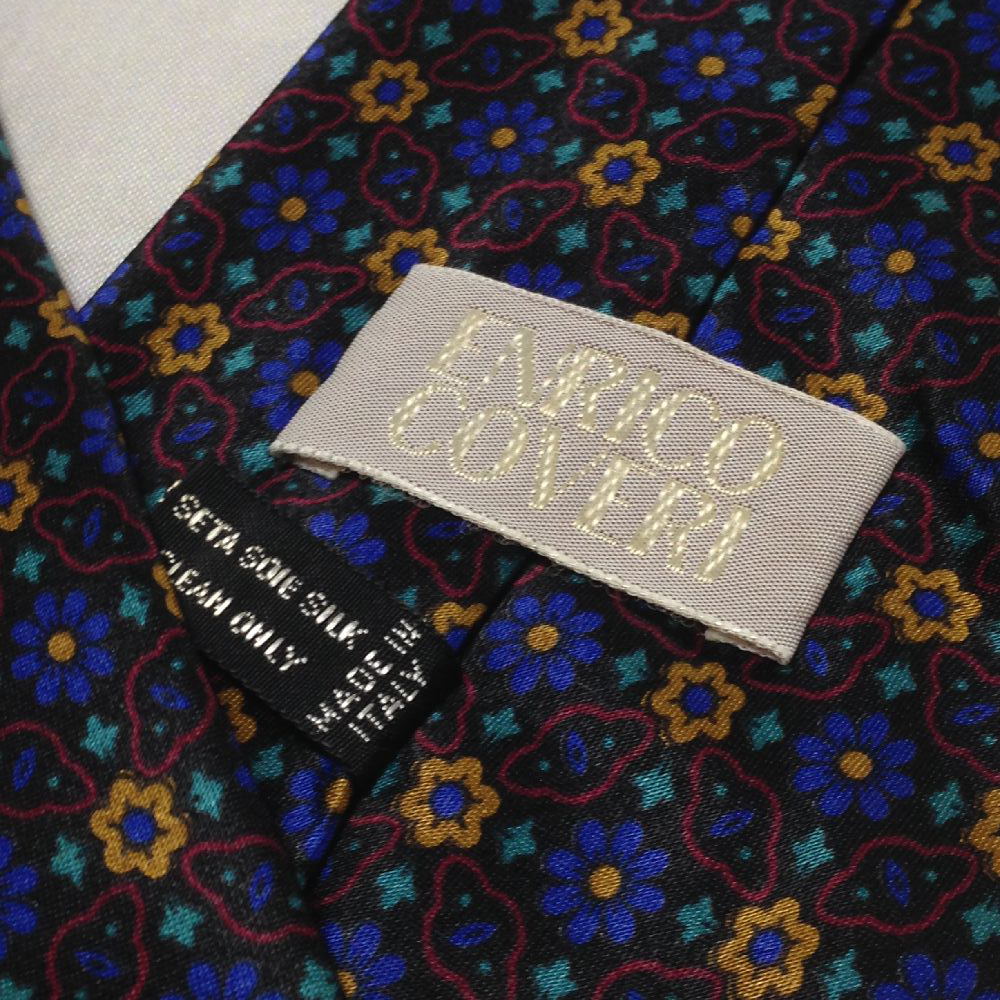 ENRICO
COVERI
SETA SOIE SILK
CLEAN ONLY
MADE IN
ITALY